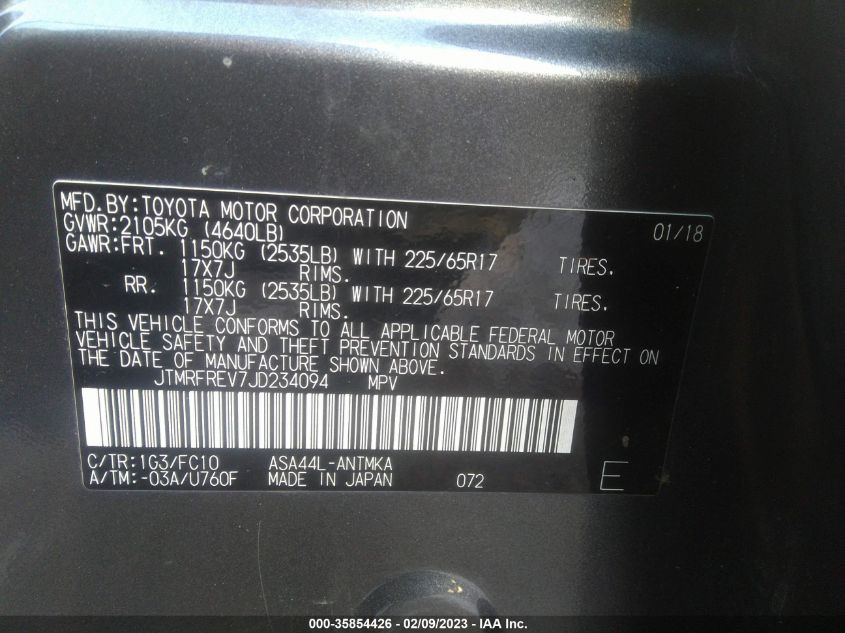 MFD.BY:TOYOTA MOTOR CORPORATION 01/18
GVWR:2105KG (4640LB)
GAWR:FRT. 1150KG (2535LB) WITH 225/65R17 TIRES.
17X7J RIMS.
RR. 1150KG (2535LB) WITH 225/65R17 TIRES.
17X7J RIMS.
THIS VEHICLE CONFORMS TO ALL APPLICABLE FEDERAL MOTOR
VEHICLE SAFETY AND THEFT PREVENTION STANDARDS IN EFFECT ON
THE DATE OF MANUFACTURE SHOWN ABOVE.
JTMRFREV7JD234094 MPV
C/TR:1G3/FC10 ASA44L-ANTMKA
A/TM:-03A/U760F MADE IN JAPAN 072 E
000-35854426 - 02/09/2023 - IAA Inc.